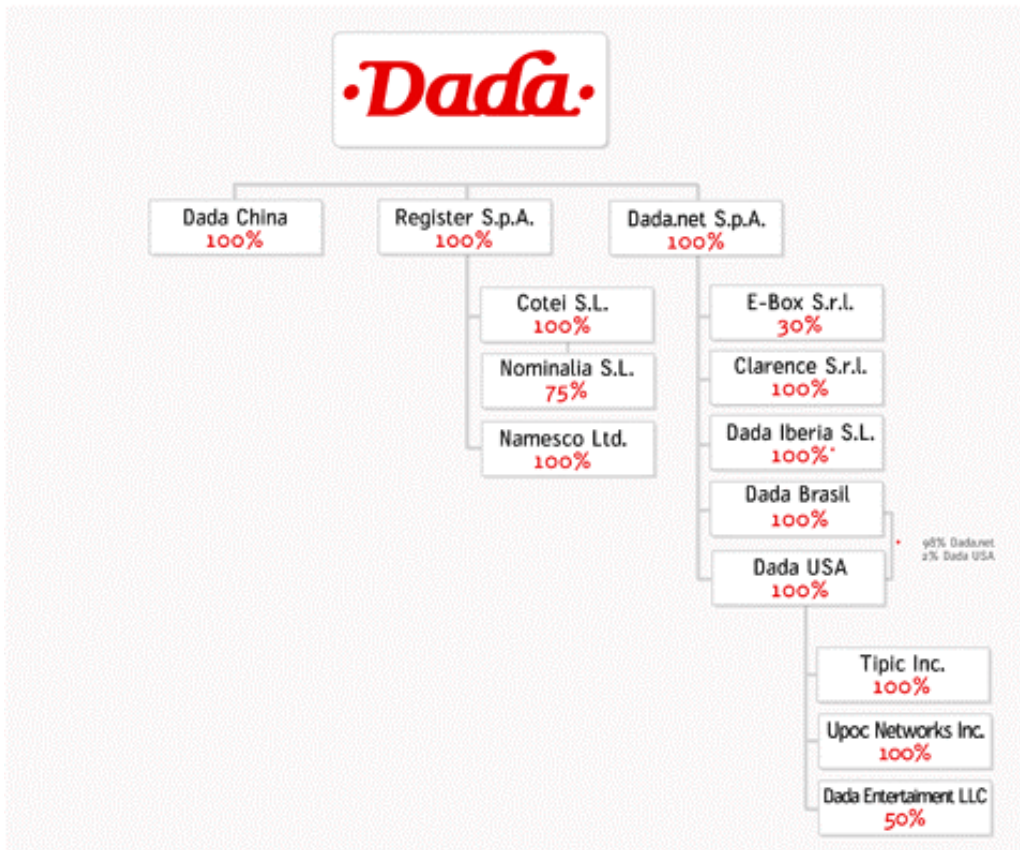 ·Dada·
Dada China
100%
Register S.p.A.
100%
Dada.net S.p.A.
100%
Cotei S.L.
100%
Nominalia S.L.
75%
Namesco Ltd.
100%
E-Box S.r.l.
30%
Clarence S.r.l.
100%
Dada Iberia S.L.
100%*
Dada Brasil
100%
Dada USA
100%
* 98% Dada.net
2% Dada USA
Tipic Inc.
100%
Upoc Networks Inc.
100%
Dada Entertaiment LLC
50%